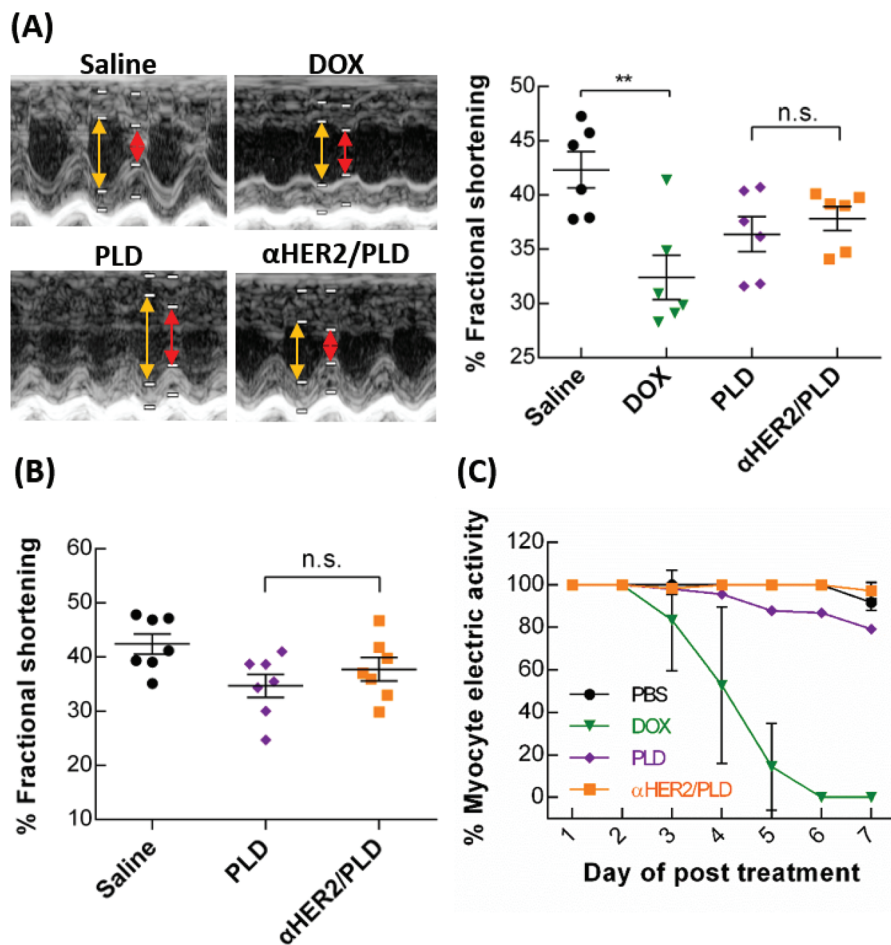 (A)
Saline
DOX
PLD
αHER2/PLD
% Fractional shortening
50
45
40
35
30
25
**
n.s.
Saline
DOX
PLD
αHER2/PLD
(B)
% Fractional shortening
60
50
40
30
20
10
n.s.
Saline
PLD
αHER2/PLD
(C)
% Myocyte electric activity
120
100
80
60
40
20
0
PBS
DOX
PLD
αHER2/PLD
1 2 3 4 5 6 7
Day of post treatment